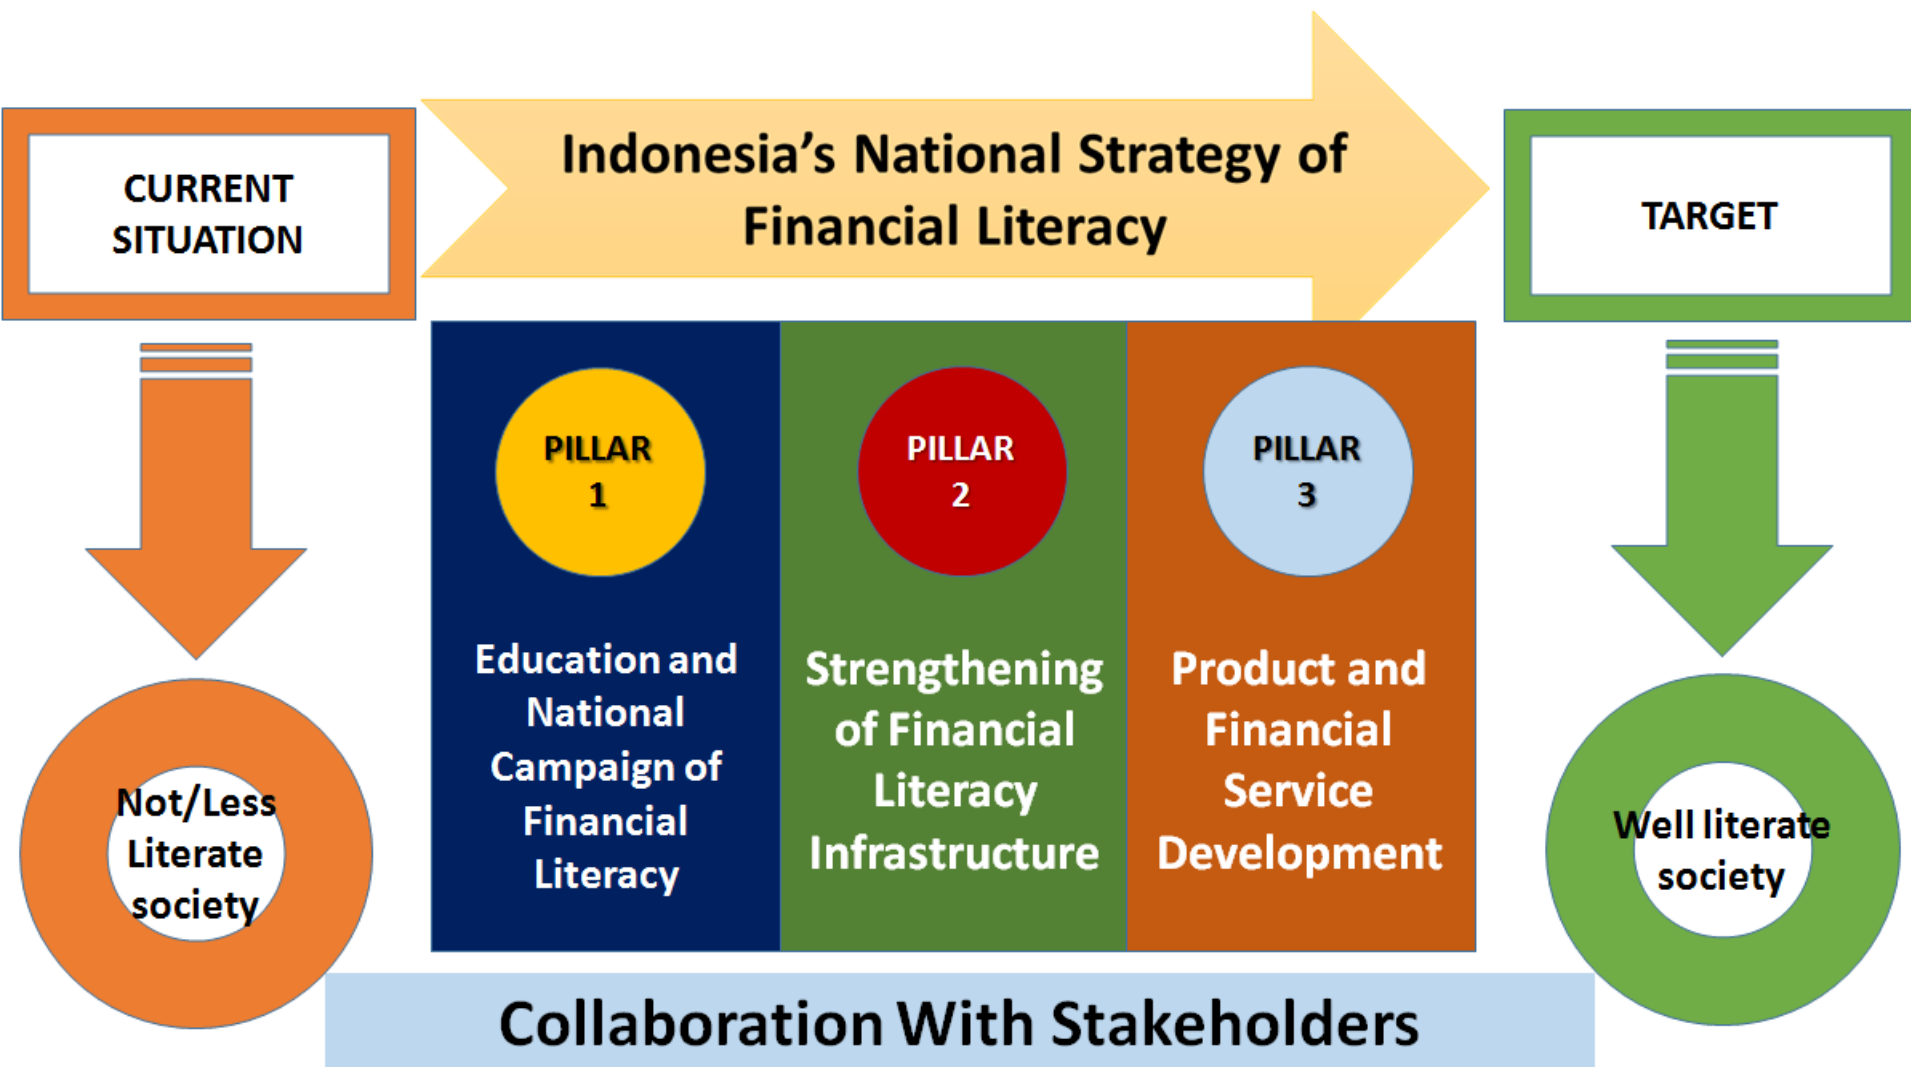 CURRENT
SITUATION
Indonesia's National Strategy of
Financial Literacy
TARGET
Not/Less
Literate
society
PILLAR
1
Education and
National
Campaign of
Financial
Literacy
PILLAR
2
Strengthening
of Financial
Literacy
Infrastructure
PILLAR
3
Product and
Financial
Service
Development
Well literate
society
Collaboration With Stakeholders